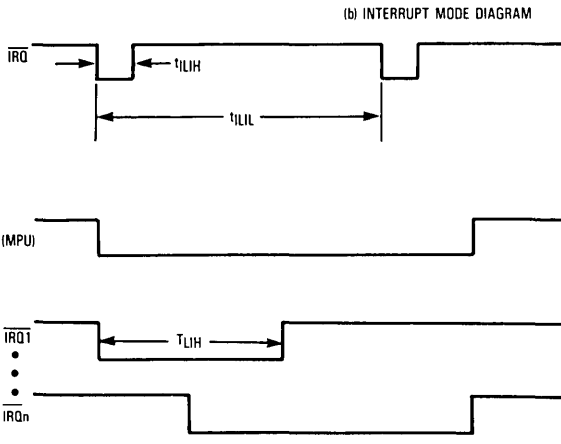 (b) INTERRUPT MODE DIAGRAM
IRQ
tILIH
tILIL
(MPU)
IRQ1
TLIH
IRQn